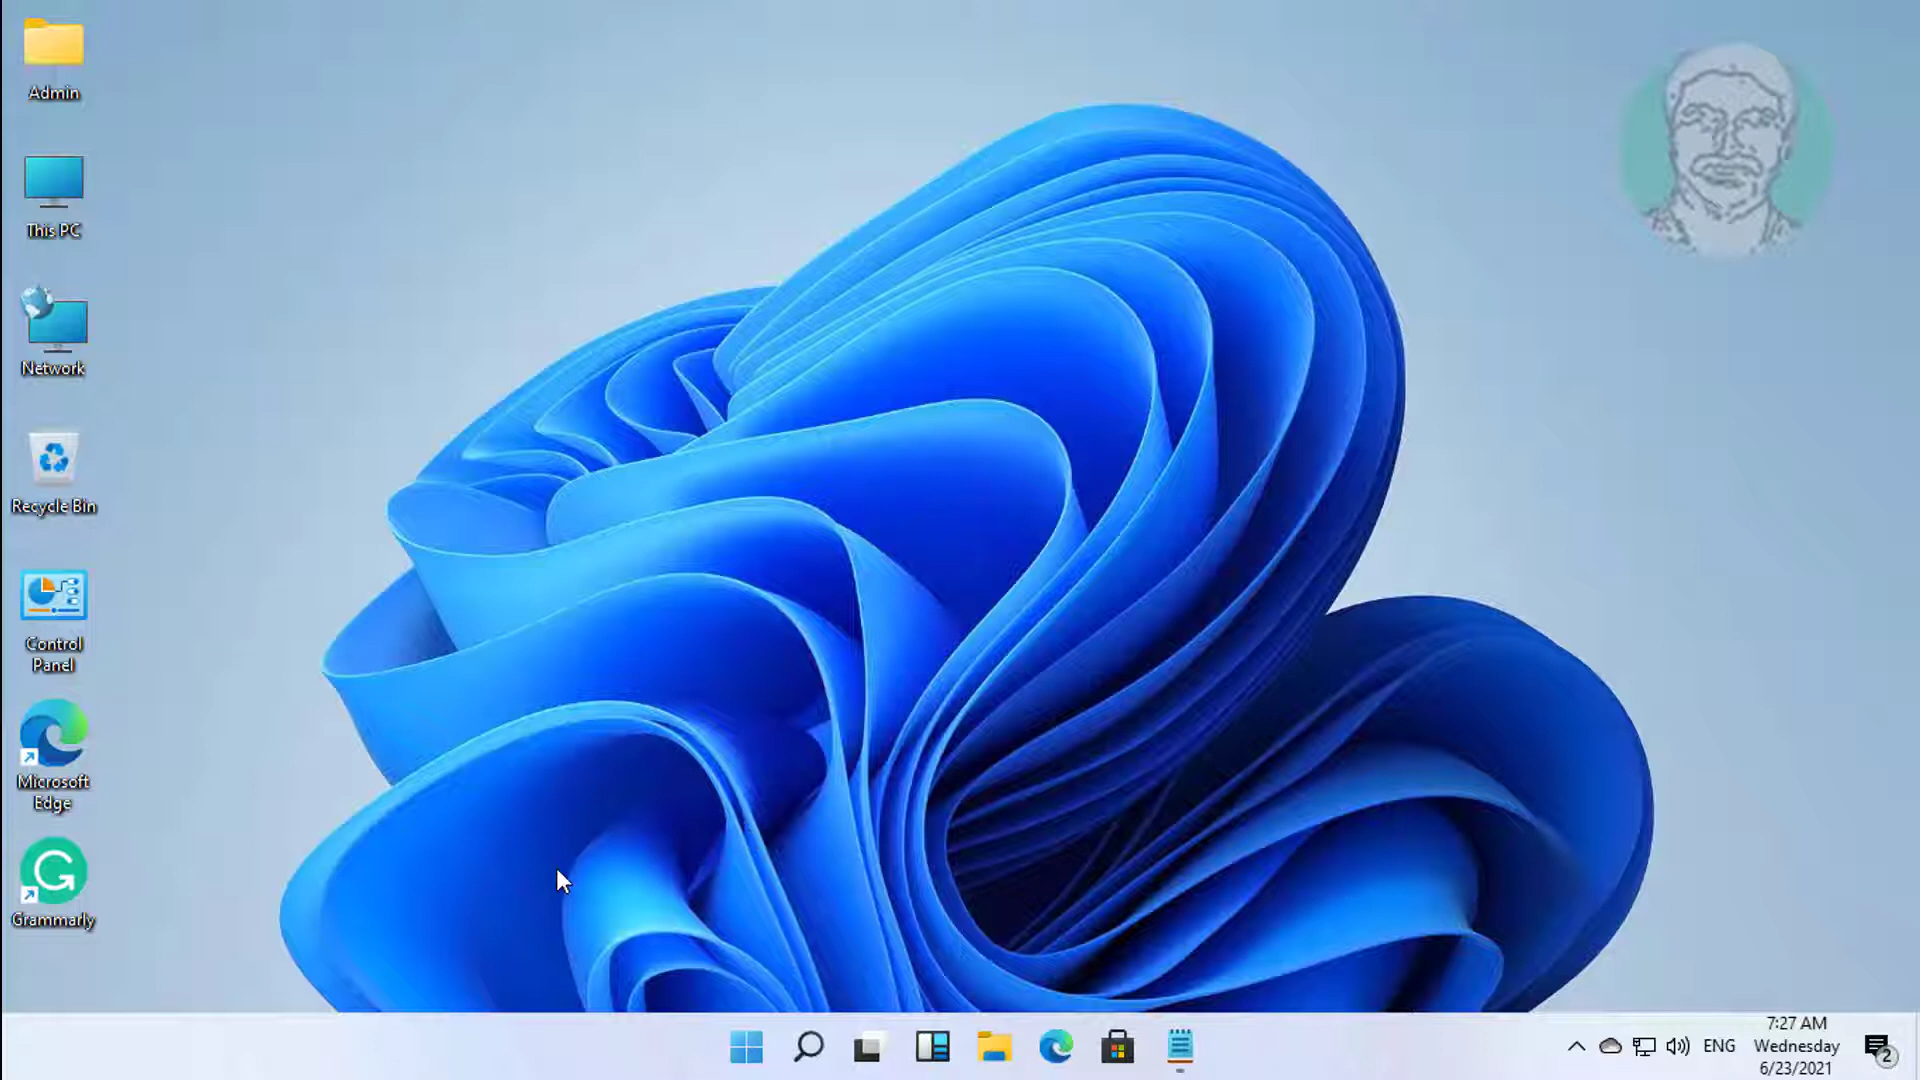 Admin
This PC
Network
Recycle Bin
Control
Panel
Microsoft
Edge
Grammarly
ENG
7:27 AM
Wednesday
6/23/2021
2